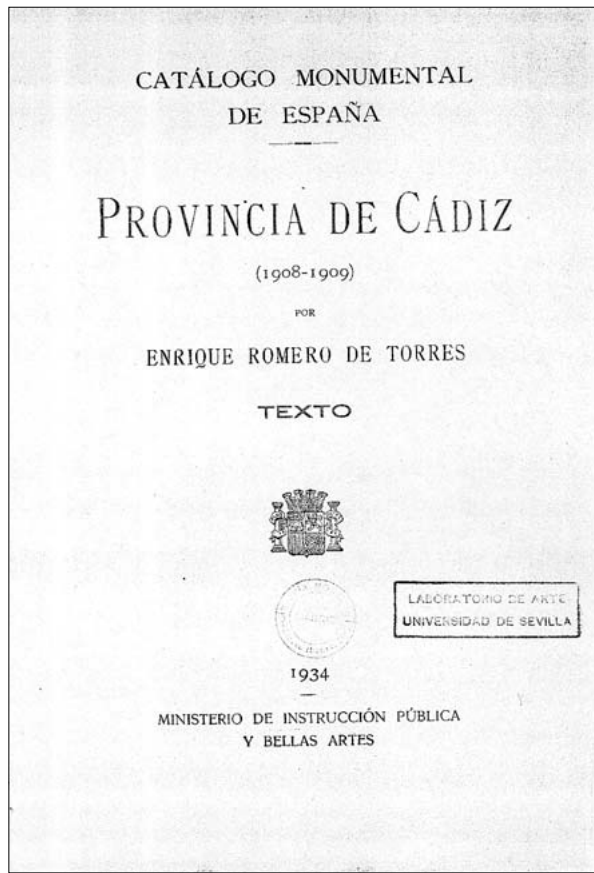 CATÁLOGO MONUMENTAL
DE ESPAÑA
PROVINCIA DE CÁDIZ
(1908-1909)
POR
ENRIQUE ROMERO DE TORRES
TEXTO
LABORATORIO DE ARTE
UNIVERSIDAD DE SEVILLA
1934
MINISTERIO DE INSTRUCCIÓN PÚBLICA
Y BELLAS ARTES